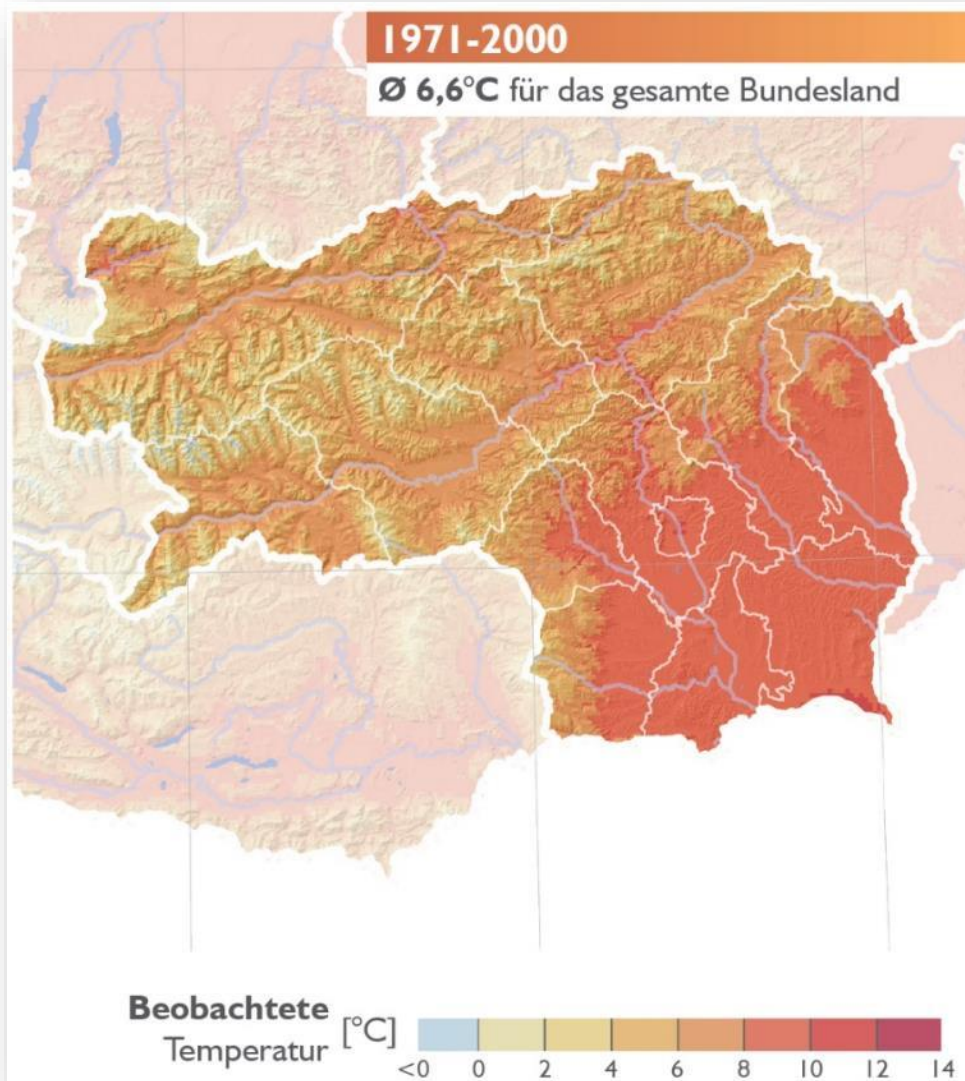 1971-2000
Ø 6,6°C für das gesamte Bundesland
Beobachtete
Temperatur [°C]
<0 0 2 4 6 8 10 12 14